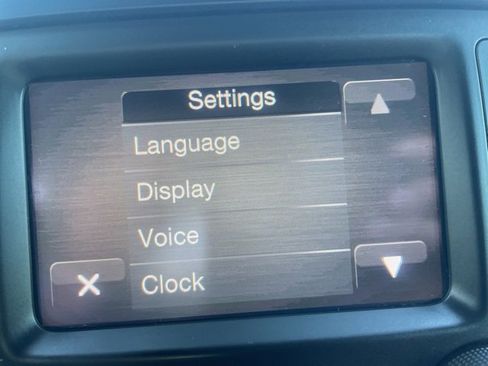 Settings
Language
Display
Voice
Clock